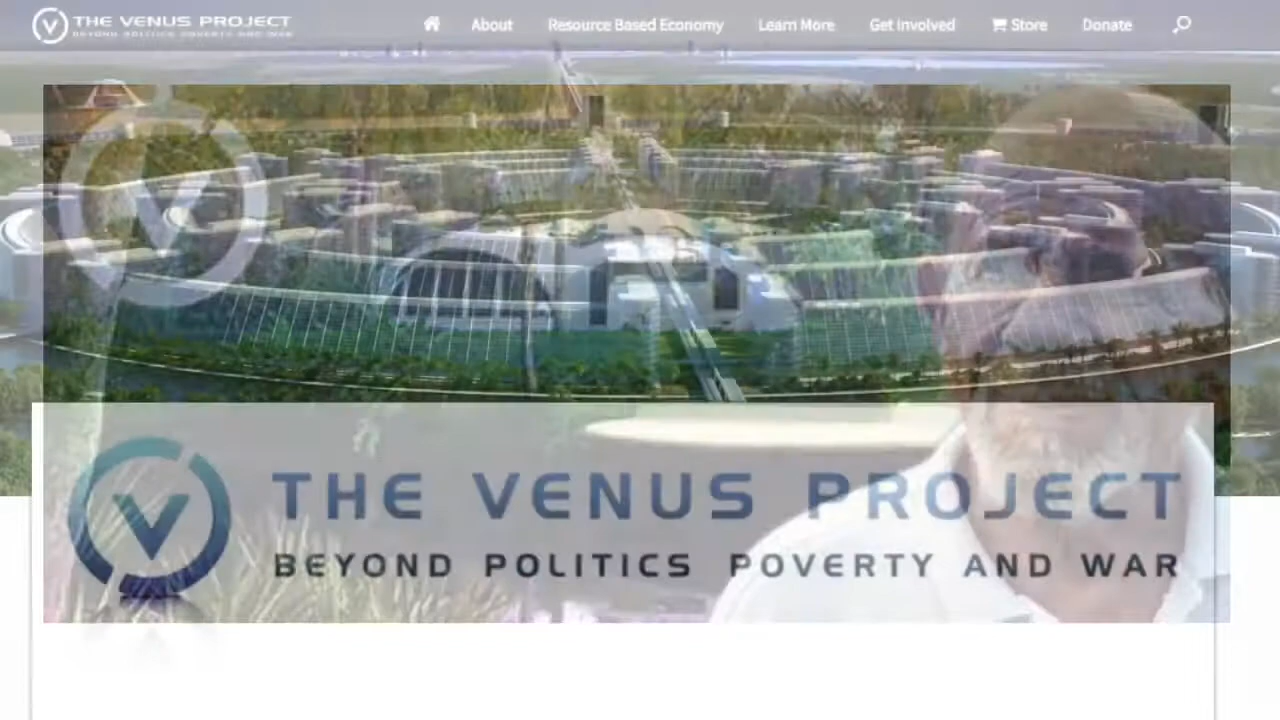 THE VENUS PROJECT
BEYOND POLITICS POVERTY AND WAR
About
Resource Based Economy
Learn More
Get Involved
Store
Donate
THE VENUS PROJECT
BEYOND POLITICS POVERTY AND WAR